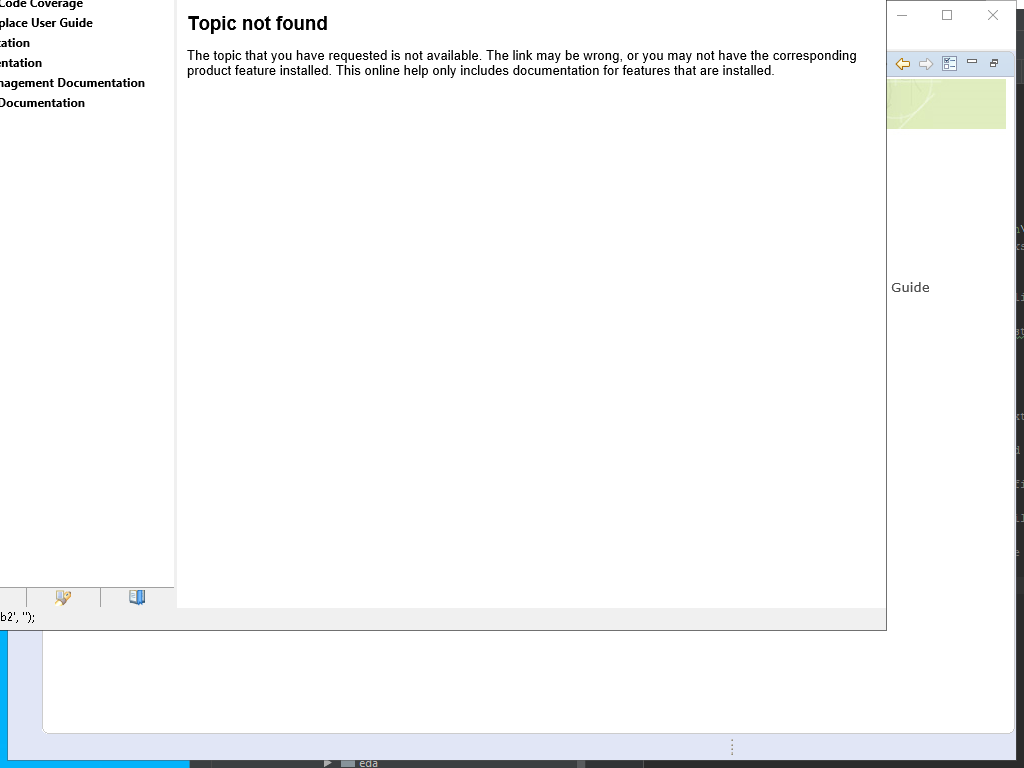 Code Coverage
place User Guide
tation
entation
nagement Documentation
Documentation
Topic not found
The topic that you have requested is not available. The link may be wrong, or you may not have the corresponding
product feature installed. This online help only includes documentation for features that are installed.
Guide
b2', '');
eda